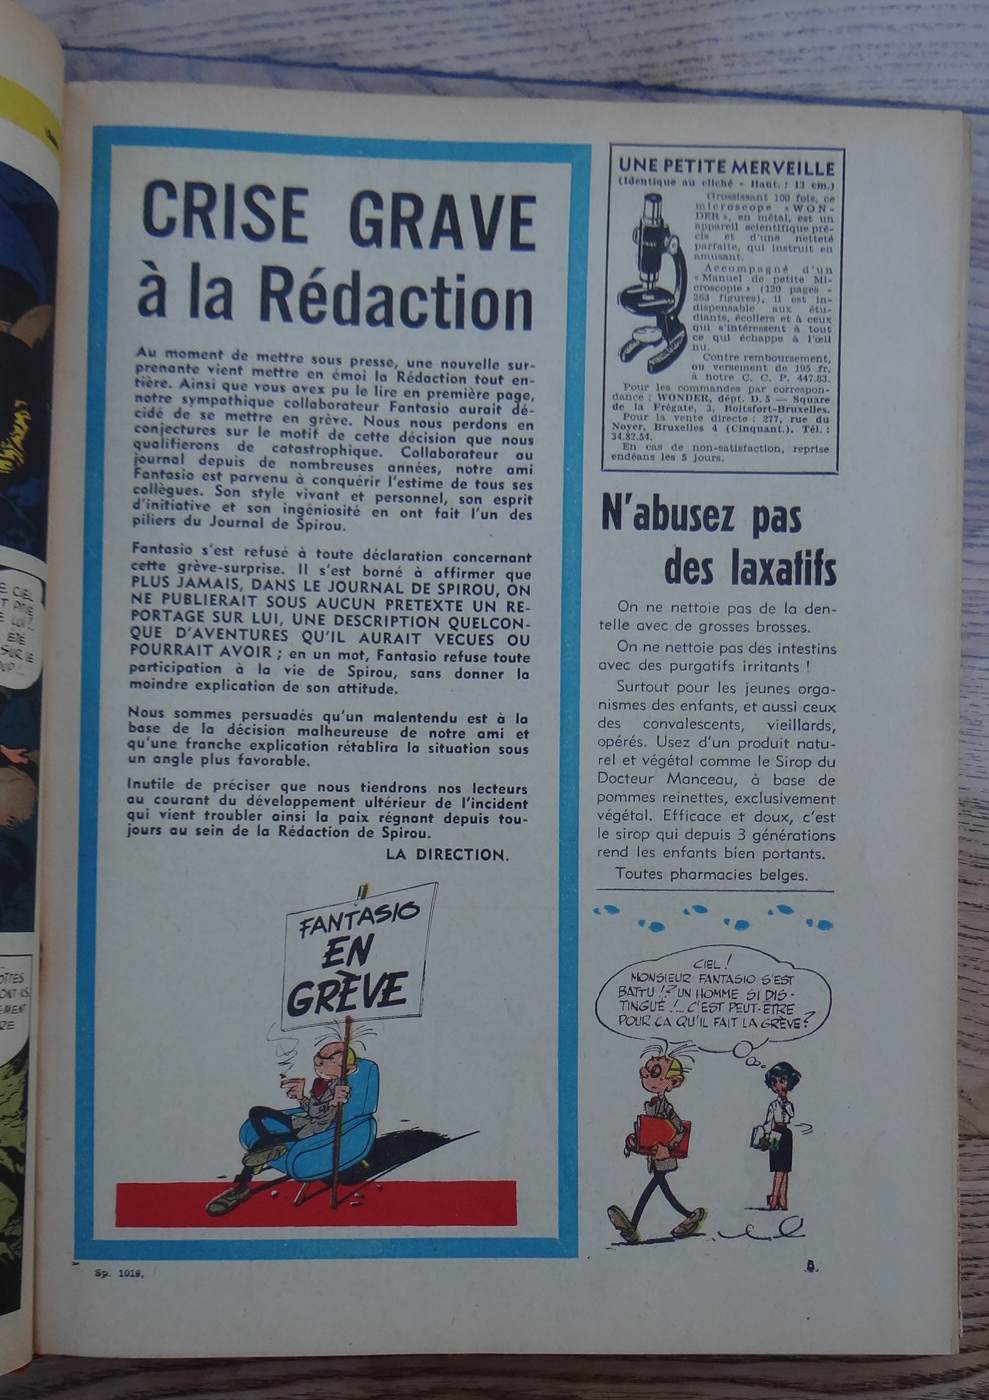 CRISE GRAVE
à la Rédaction
Au moment de mettre sous presse, une nouvelle sur-
prenante vient mettre en émoi la Rédaction tout en-
tière. Ainsi que vous avez pu le lire en première page,
notre sympathique collaborateur Fantasio aurait dé-
cidé de se mettre en grève. Nous nous perdons en
conjectures sur le motif de cette décision que nous
qualifierons de catastrophique. Collaborateur au
journal depuis de nombreuses années, notre ami
Fantasio est parvenu à conquérir l'estime de tous ses
collègues. Son style vivant et personnel, son esprit
d'initiative et son ingéniosité en ont fait l'un des
piliers du Journal de Spirou.
Fantasio s'est refusé à toute déclaration concernant
cette grève-surprise. Il s'est borné à affirmer que
PLUS JAMAIS, DANS LE JOURNAL DE SPIROU, ON
NE PUBLIERAIT SOUS AUCUN PRETEXTE UN RE-
PORTAGE SUR LUI, UNE DESCRIPTION QUELCON-
QUE D'AVENTURES QU'IL AURAIT VECUES OU
POURRAIT AVOIR ; en un mot, Fantasio refuse toute
participation à la vie de Spirou, sans donner la
moindre explication de son attitude.
Nous sommes persuadés qu'un malentendu est à la
base de la décision malheureuse de notre ami et
qu'une franche explication rétablira la situation sous
un angle plus favorable.
Inutile de préciser que nous tiendrons nos lecteurs
au courant du développement ultérieur de l'incident
qui vient troubler ainsi la paix régnant depuis tou-
jours au sein de la Rédaction de Spirou.
LA DIRECTION.
FANTASIO
EN
GRÈVE
Sp. 1018.
UNE PETITE MERVEILLE
(Identique au cliché - Haut. : 13 cm.)
Grossissant 100 fois, ce
microscope « WON-
DER », en métal, est un
appareil scientifique pré-
cis et d'une netteté
parfaite, qui instruit en
amusant.
Accompagné d'un
« Manuel de petite Mi-
croscopie » (120 pages -
263 figures), il est in-
dispensable aux étu-
diants, écoliers et à ceux
qui s'intéressent à tout
ce qui échappe à l'œil
nu.
Contre remboursement,
ou versement de 195 fr.
à notre C. C. P. 447.83.
Pour les commandes par correspon-
dance : WONDER, dépt. D. 5 — Square
de la Frégate, 3, Boitsfort-Bruxelles.
Pour la vente directe : 277, rue du
Noyer, Bruxelles 4 (Cinquant.). Tél. :
34.82.54.
En cas de non-satisfaction, reprise
endéans les 5 jours.
N'abusez pas
des laxatifs
On ne nettoie pas de la den-
telle avec de grosses brosses.
On ne nettoie pas des intestins
avec des purgatifs irritants !
Surtout pour les jeunes orga-
nismes des enfants, et aussi ceux
des convalescents, vieillards,
opérés. Usez d'un produit natu-
rel et végétal comme le Sirop du
Docteur Manceau, à base de
pommes reinettes, exclusivement
végétal. Efficace et doux, c'est
le sirop qui depuis 3 générations
rend les enfants bien portants.
Toutes pharmacies belges.
CIEL !
MONSIEUR FANTASIO S'EST
BATTU !? UN HOMME SI DIS-
TINGUÉ !... C'EST PEUT-ÊTRE
POUR ÇA QU'IL FAIT LA GRÈVE ?
5.